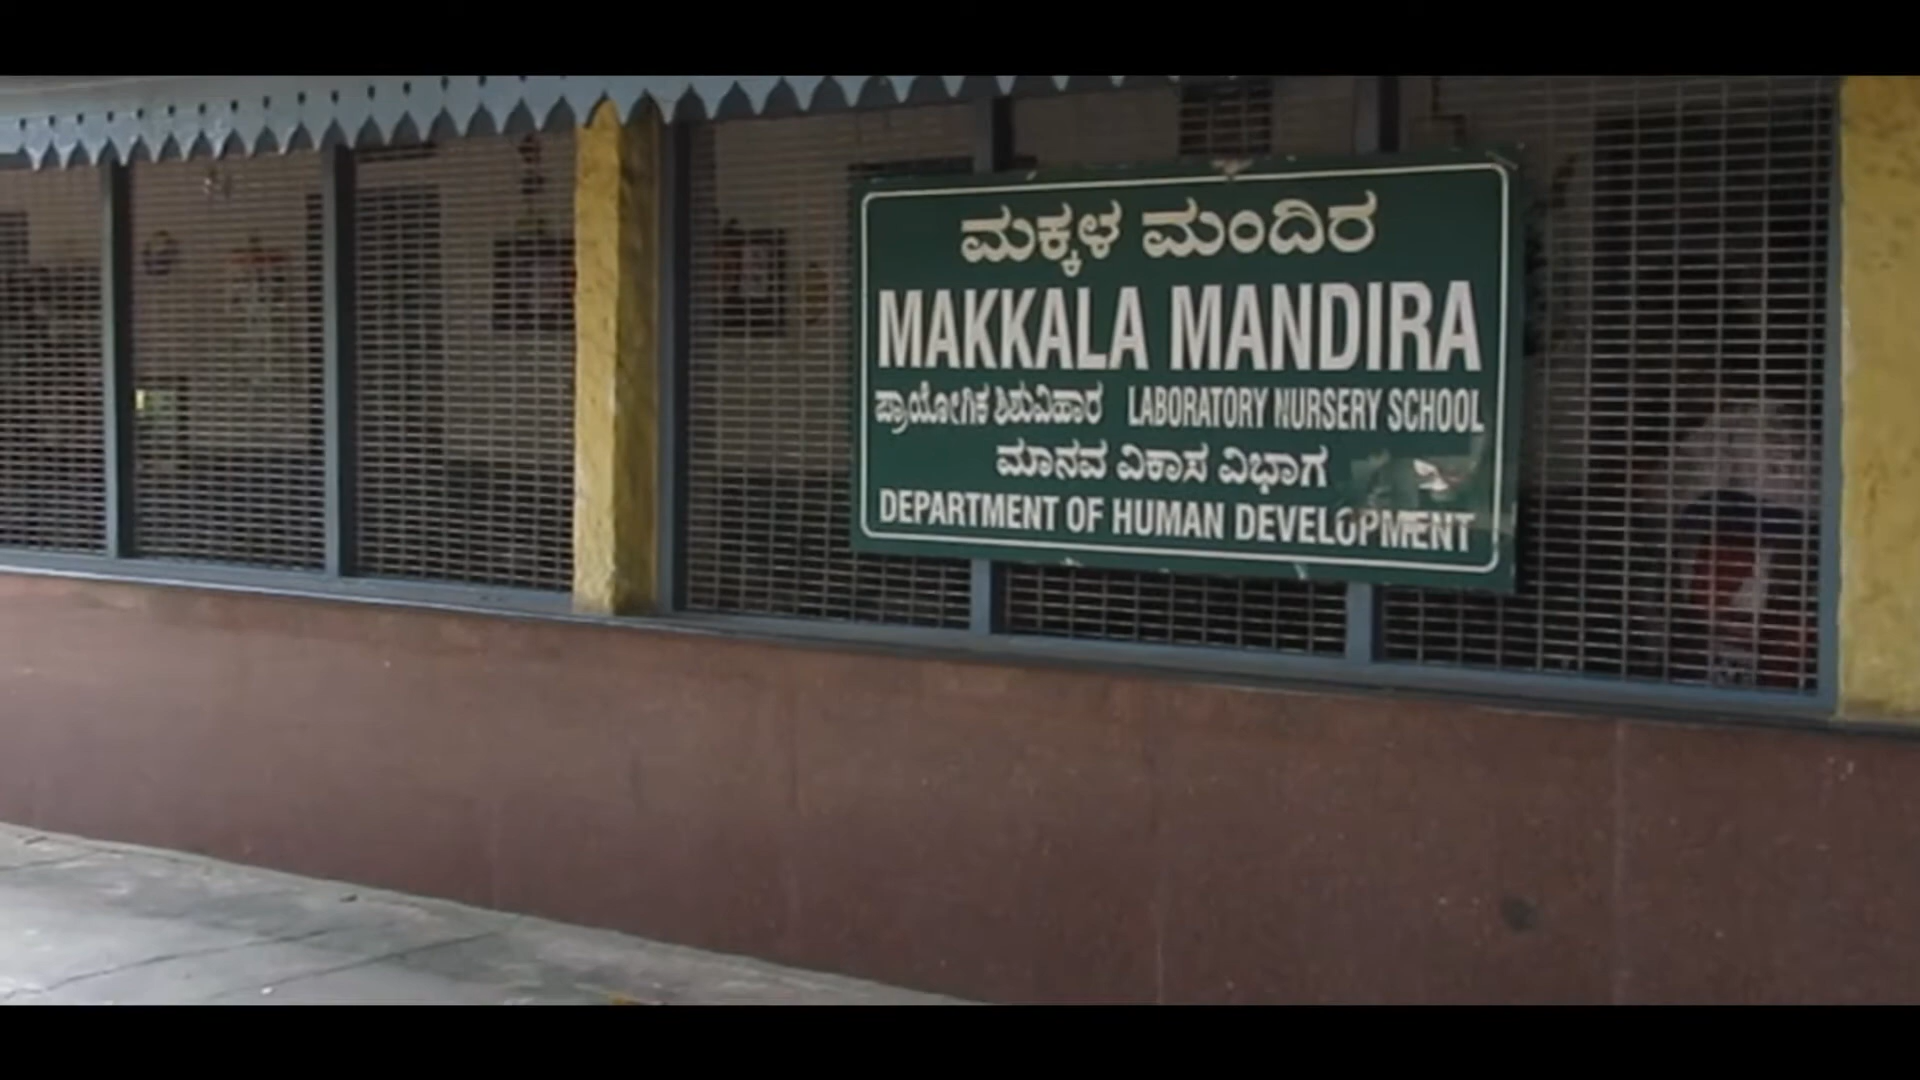 ಮಕ್ಕಳ ಮಂದಿರ
MAKKALA MANDIRA
ಪ್ರಾಯೋಗಿಕ ಶಿಶುವಿಹಾರ LABORATORY NURSERY SCHOOL
ಮಾನವ ವಿಕಾಸ ವಿಭಾಗ
DEPARTMENT OF HUMAN DEVELOPMENT